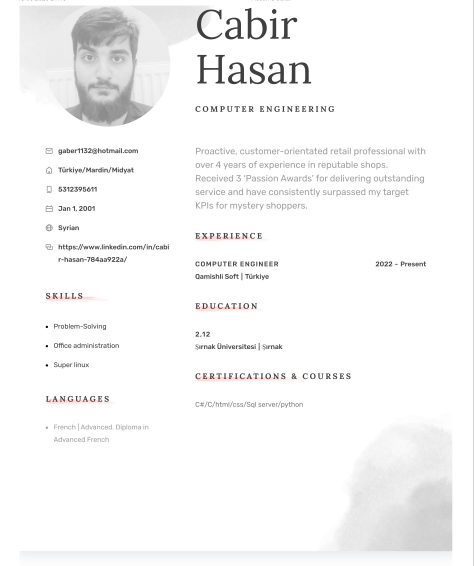 Cabir
Hasan
COMPUTER ENGINEERING
gaber1132@hotmail.com
Türkiye/Mardin/Midyat
5312395611
Jan 1, 2001
Syrian
https://www.linkedin.com/in/cabi
r-hasan-784aa922a/
SKILLS
Problem-Solving
Office administration
Super linux
LANGUAGES
French | Advanced. Diploma in
Advanced French
Proactive, customer-orientated retail professional with
over 4 years of experience in reputable shops.
Received 3 'Passion Awards' for delivering outstanding
service and have consistently surpassed my target
KPIs for mystery shoppers.
EXPERIENCE
COMPUTER ENGINEER 2022 – Present
Qamishli Soft | Türkiye
EDUCATION
2.12
Şırnak Üniversitesi | Şırnak
CERTIFICATIONS & COURSES
C#/C/html/css/Sql server/python